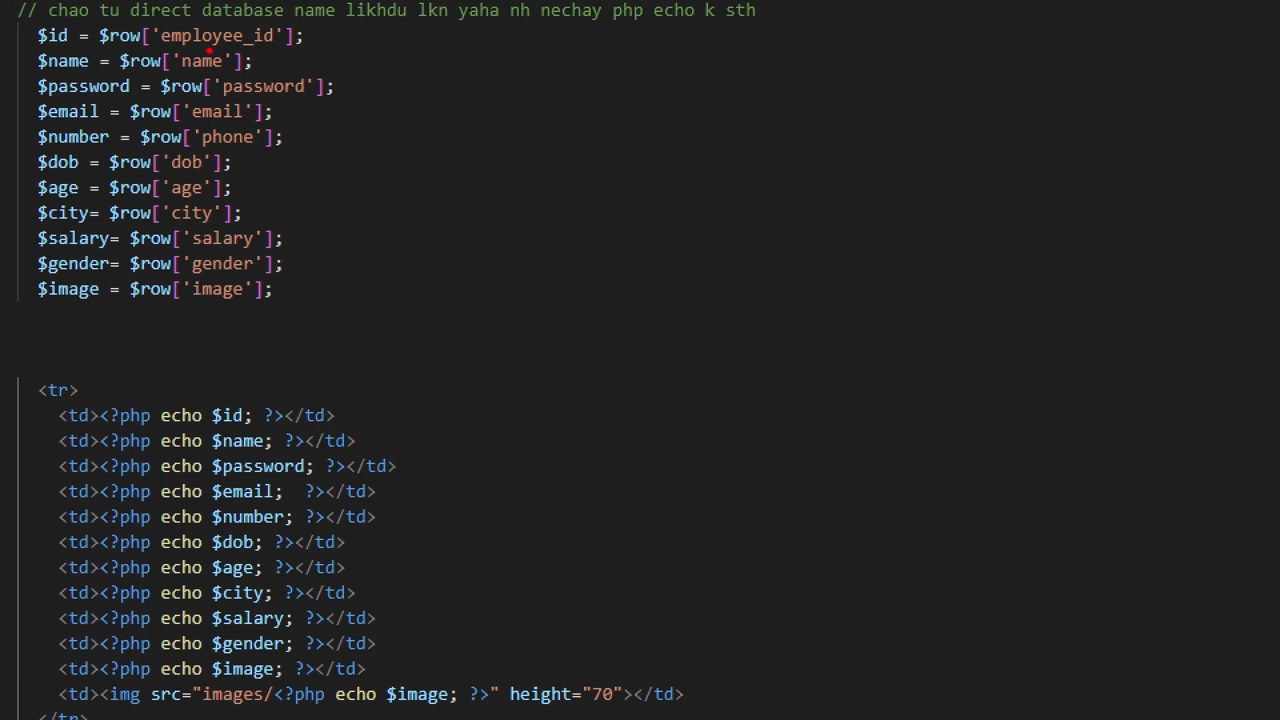 // chao tu direct database name likhdu lkn yaha nh nechay php echo k sth
$id = $row['employee_id'];
$name = $row['name'];
$password = $row['password'];
$email = $row['email'];
$number = $row['phone'];
$dob = $row['dob'];
$age = $row['age'];
$city= $row['city'];
$salary= $row['salary'];
$gender= $row['gender'];
$image = $row['image'];
<tr>
<td><?php echo $id; ?></td>
<td><?php echo $name; ?></td>
<td><?php echo $password; ?></td>
<td><?php echo $email;  ?></td>
<td><?php echo $number; ?></td>
<td><?php echo $dob; ?></td>
<td><?php echo $age; ?></td>
<td><?php echo $city; ?></td>
<td><?php echo $salary; ?></td>
<td><?php echo $gender; ?></td>
<td><?php echo $image; ?></td>
<td><img src="images/<?php echo $image; ?>" height="70"></td>
</tr>